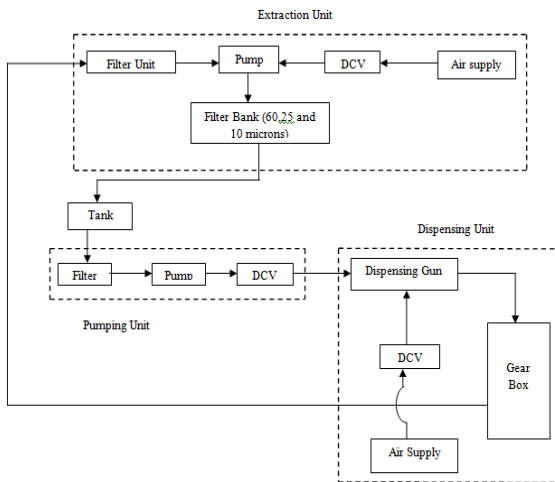 Extraction Unit
Filter Unit
Pump
DCV
Air supply
Filter Bank (60,25 and
10 microns)
Tank
Dispensing Unit
Filter
Pump
DCV
Dispensing Gun
Pumping Unit
DCV
Gear
Box
Air Supply